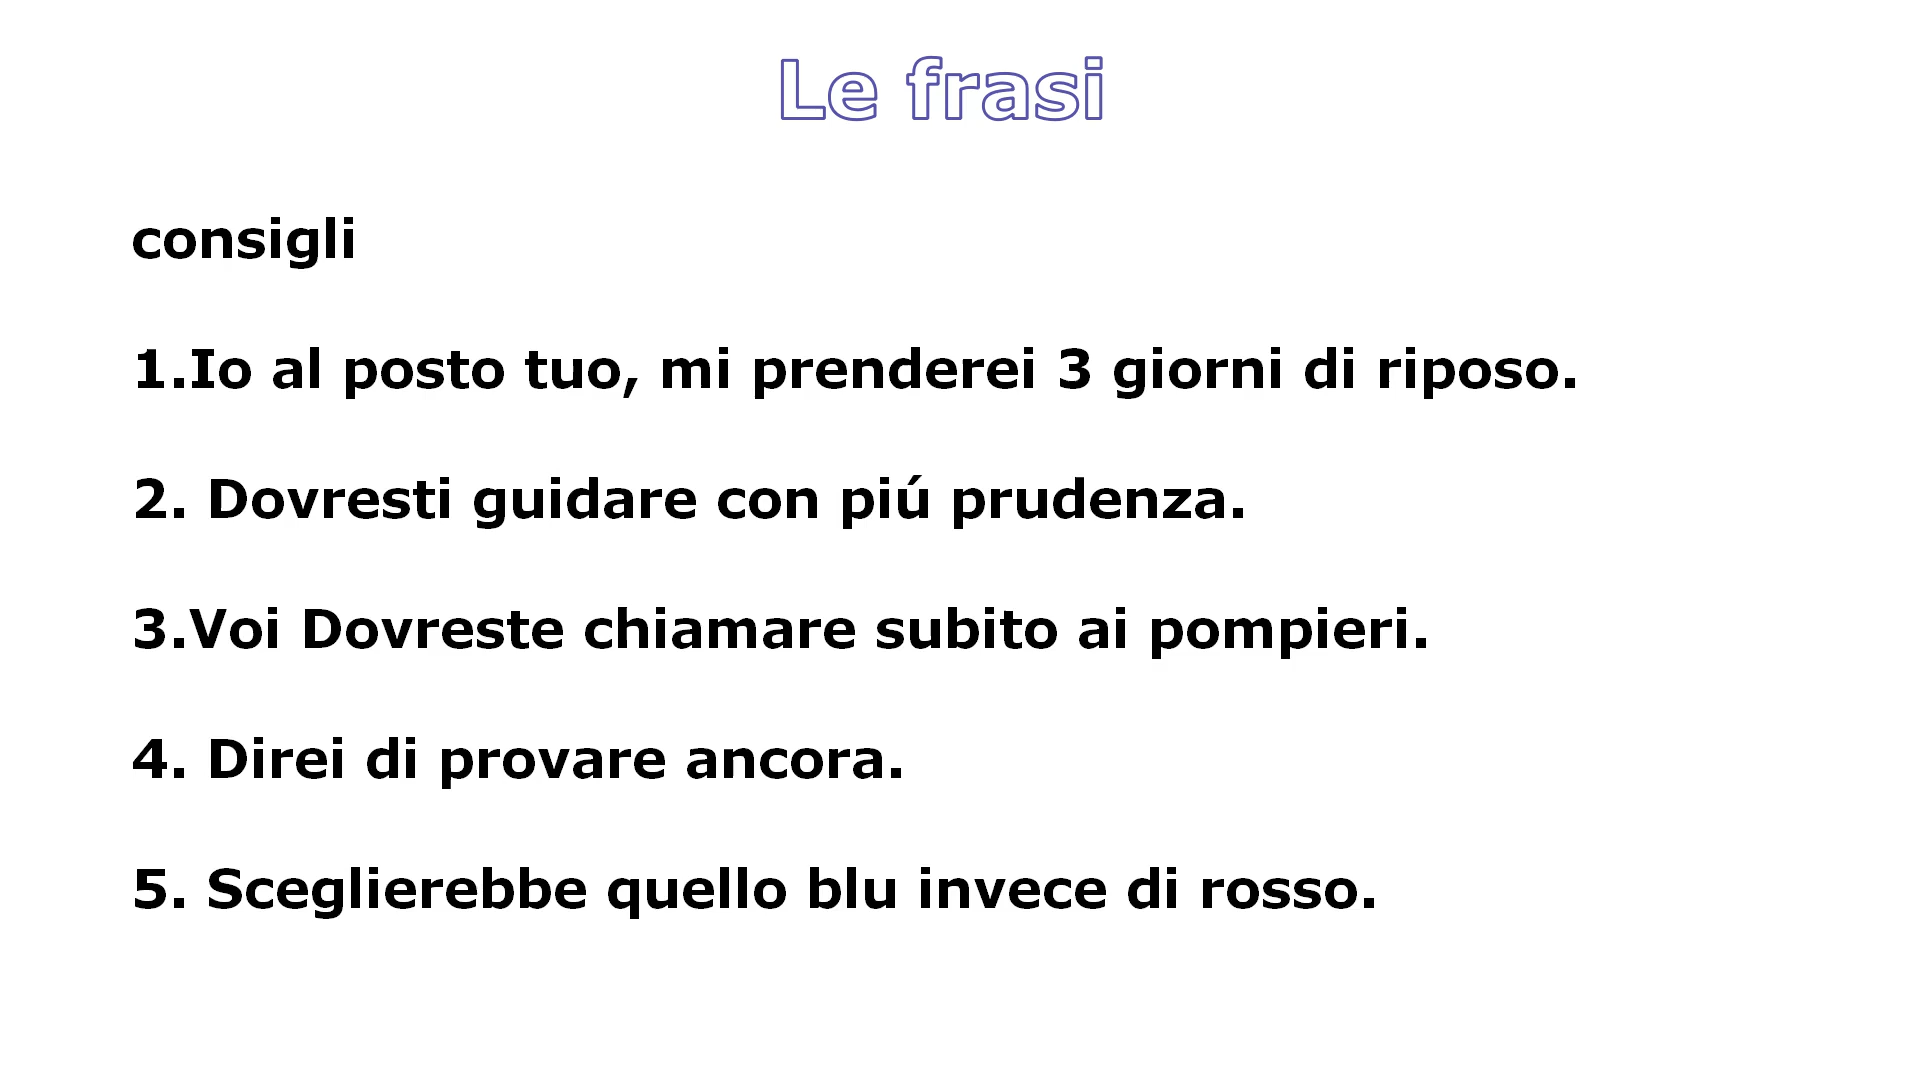 Le frasi
consigli
1.Io al posto tuo, mi prenderei 3 giorni di riposo.
2. Dovresti guidare con piú prudenza.
3.Voi Dovreste chiamare subito ai pompieri.
4. Direi di provare ancora.
5. Sceglierebbe quello blu invece di rosso.